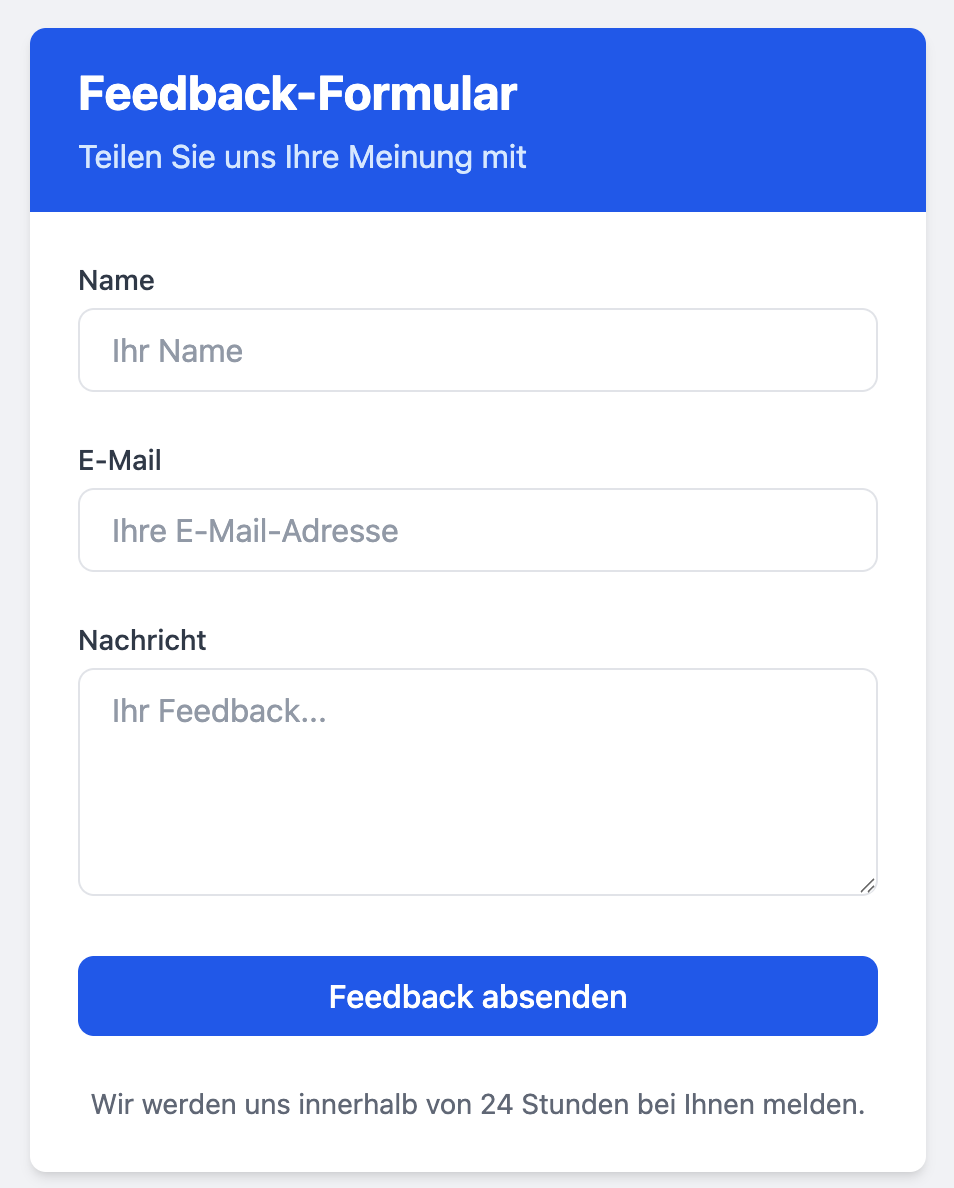 Feedback-Formular
Teilen Sie uns Ihre Meinung mit
Name
Ihr Name
E-Mail
Ihre E-Mail-Adresse
Nachricht
Ihr Feedback...
Feedback absenden
Wir werden uns innerhalb von 24 Stunden bei Ihnen melden.